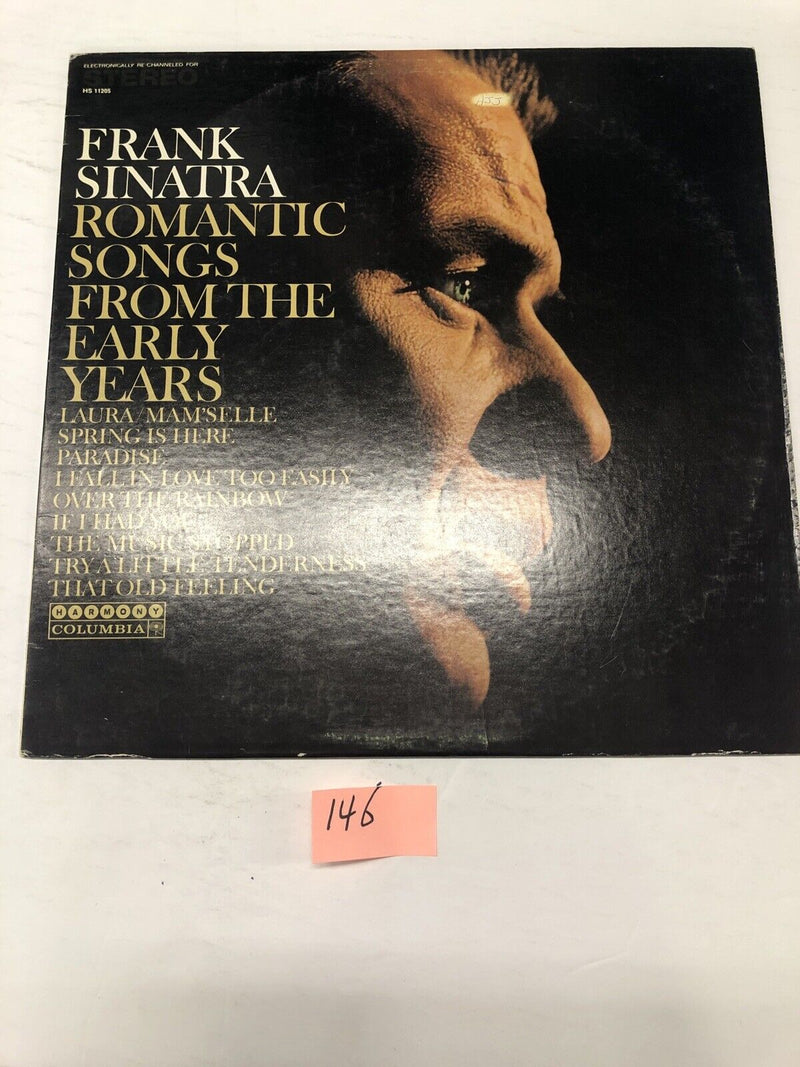 ELECTRONICALLY RE-CHANNELED FOR
STEREO
HS 11205
FRANK
SINATRA
ROMANTIC
SONGS
FROM THE
EARLY
YEARS
LAURA/MAM'SELLE
SPRING IS HERE
PARADISE
I FALL IN LOVE TOO EASILY
OVER THE RAINBOW
IF I HAD YOU
THE MUSIC STOPPED
TRY A LITTLE TENDERNESS
THAT OLD FEELING
HARMONY
COLUMBIA
146